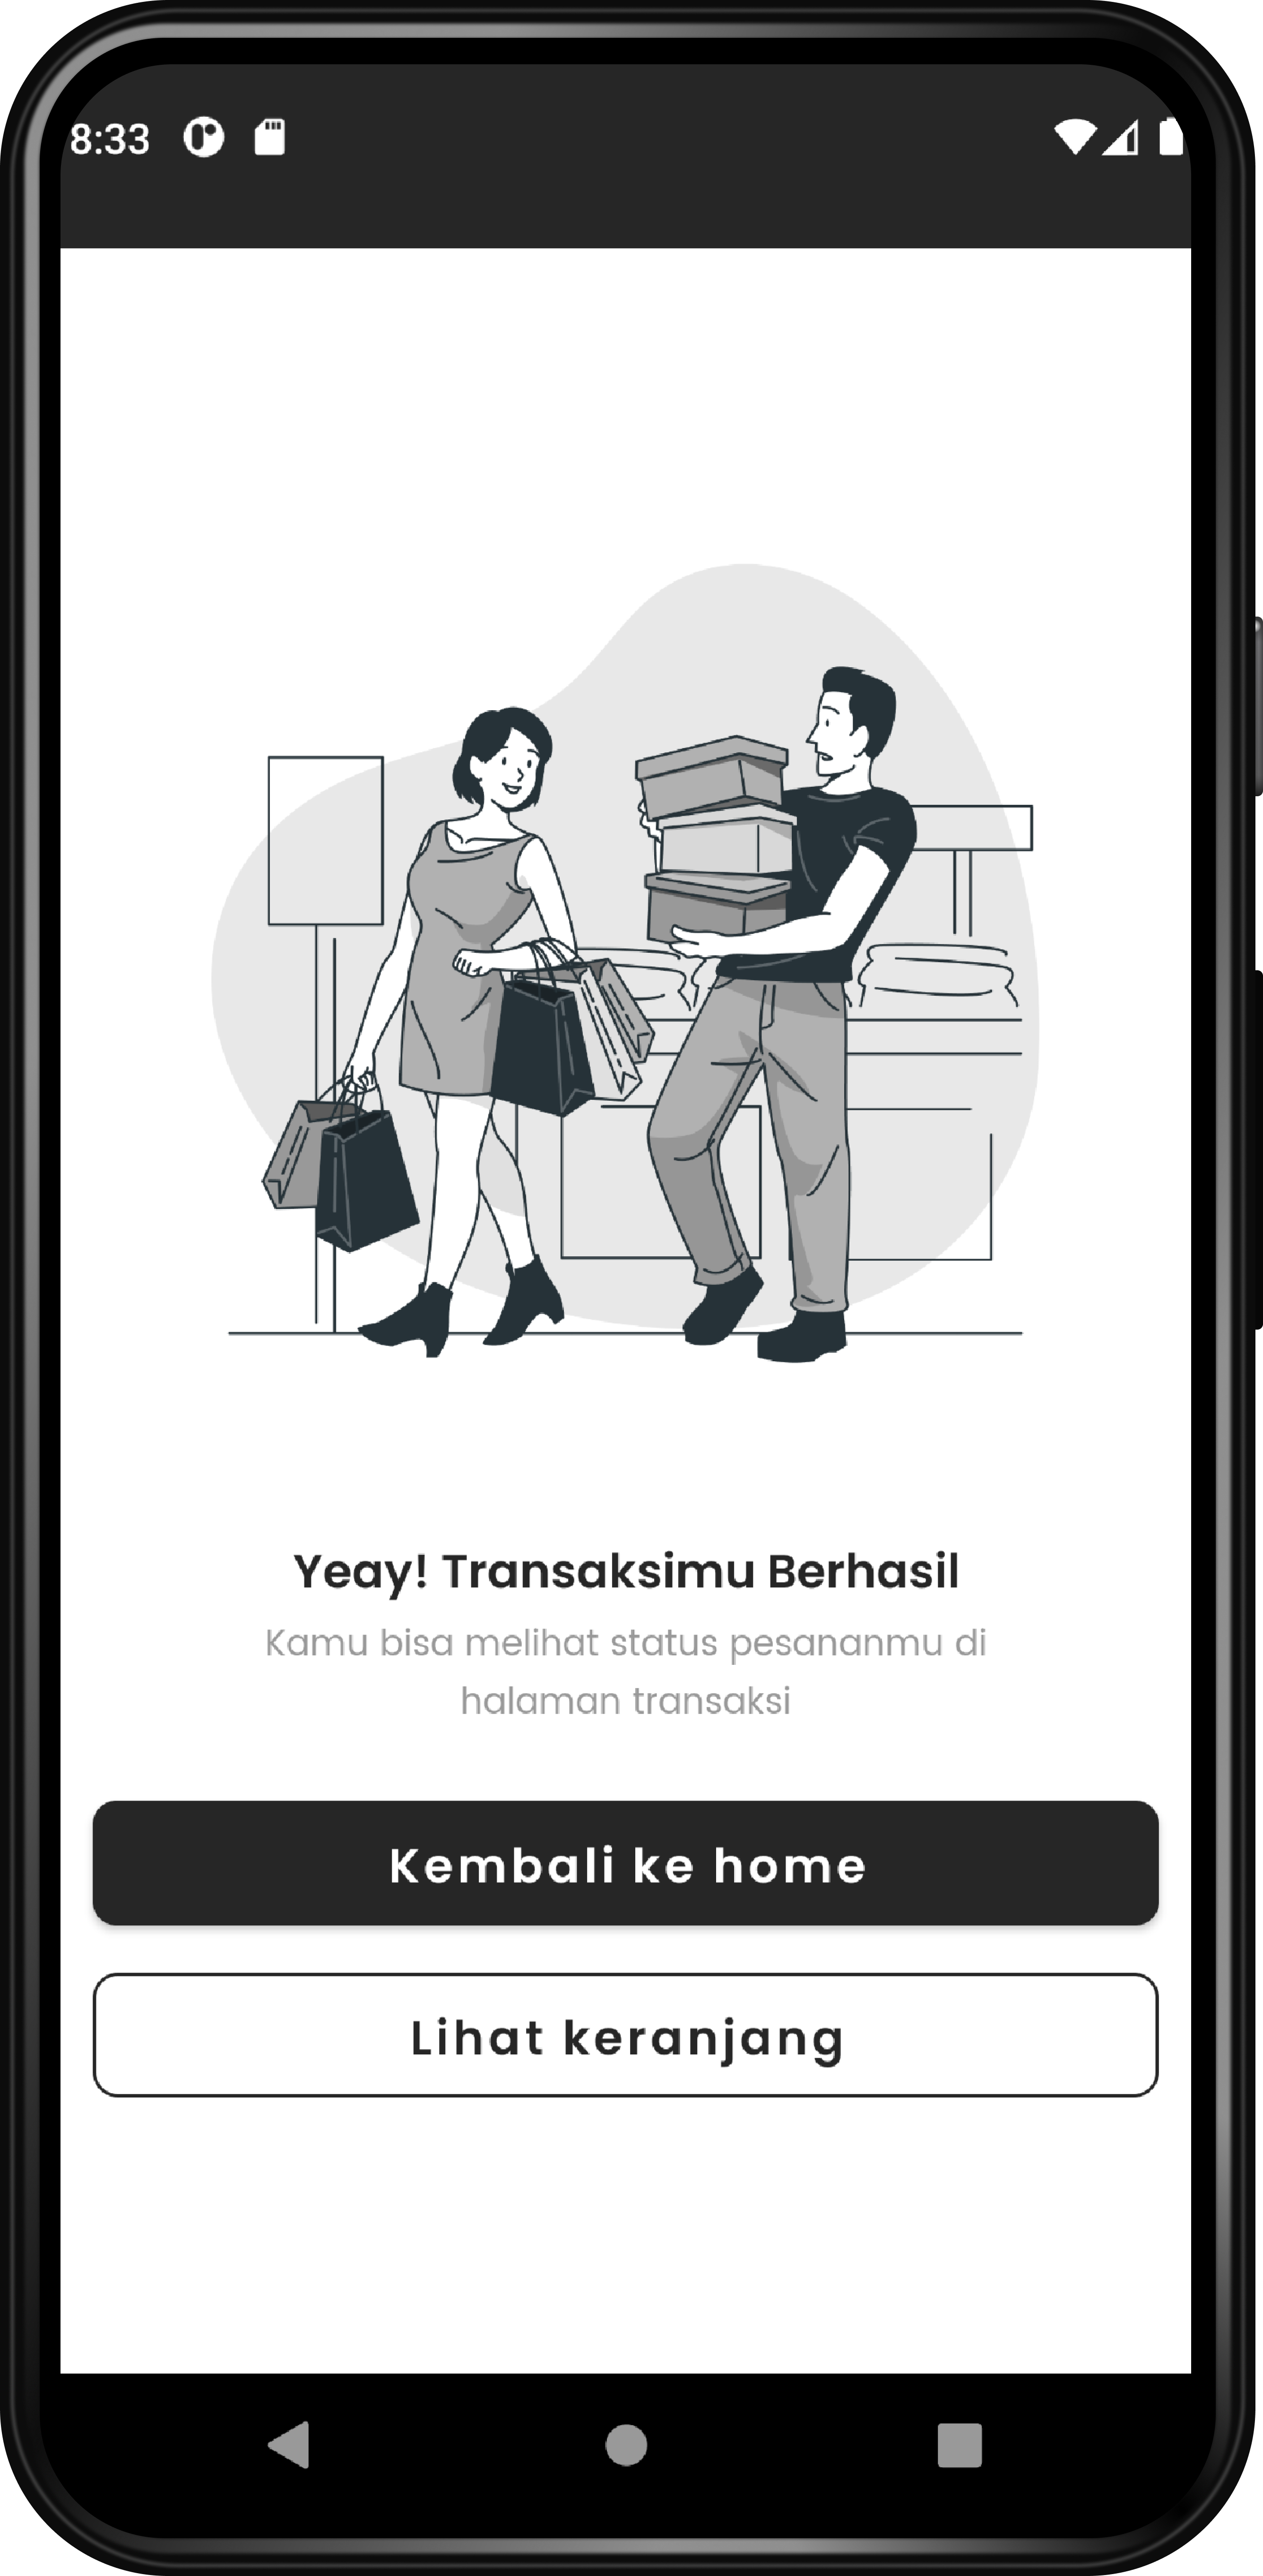 8:33
Yeay! Transaksimu Berhasil
Kamu bisa melihat status pesananmu di
halaman transaksi
Kembali ke home
Lihat keranjang